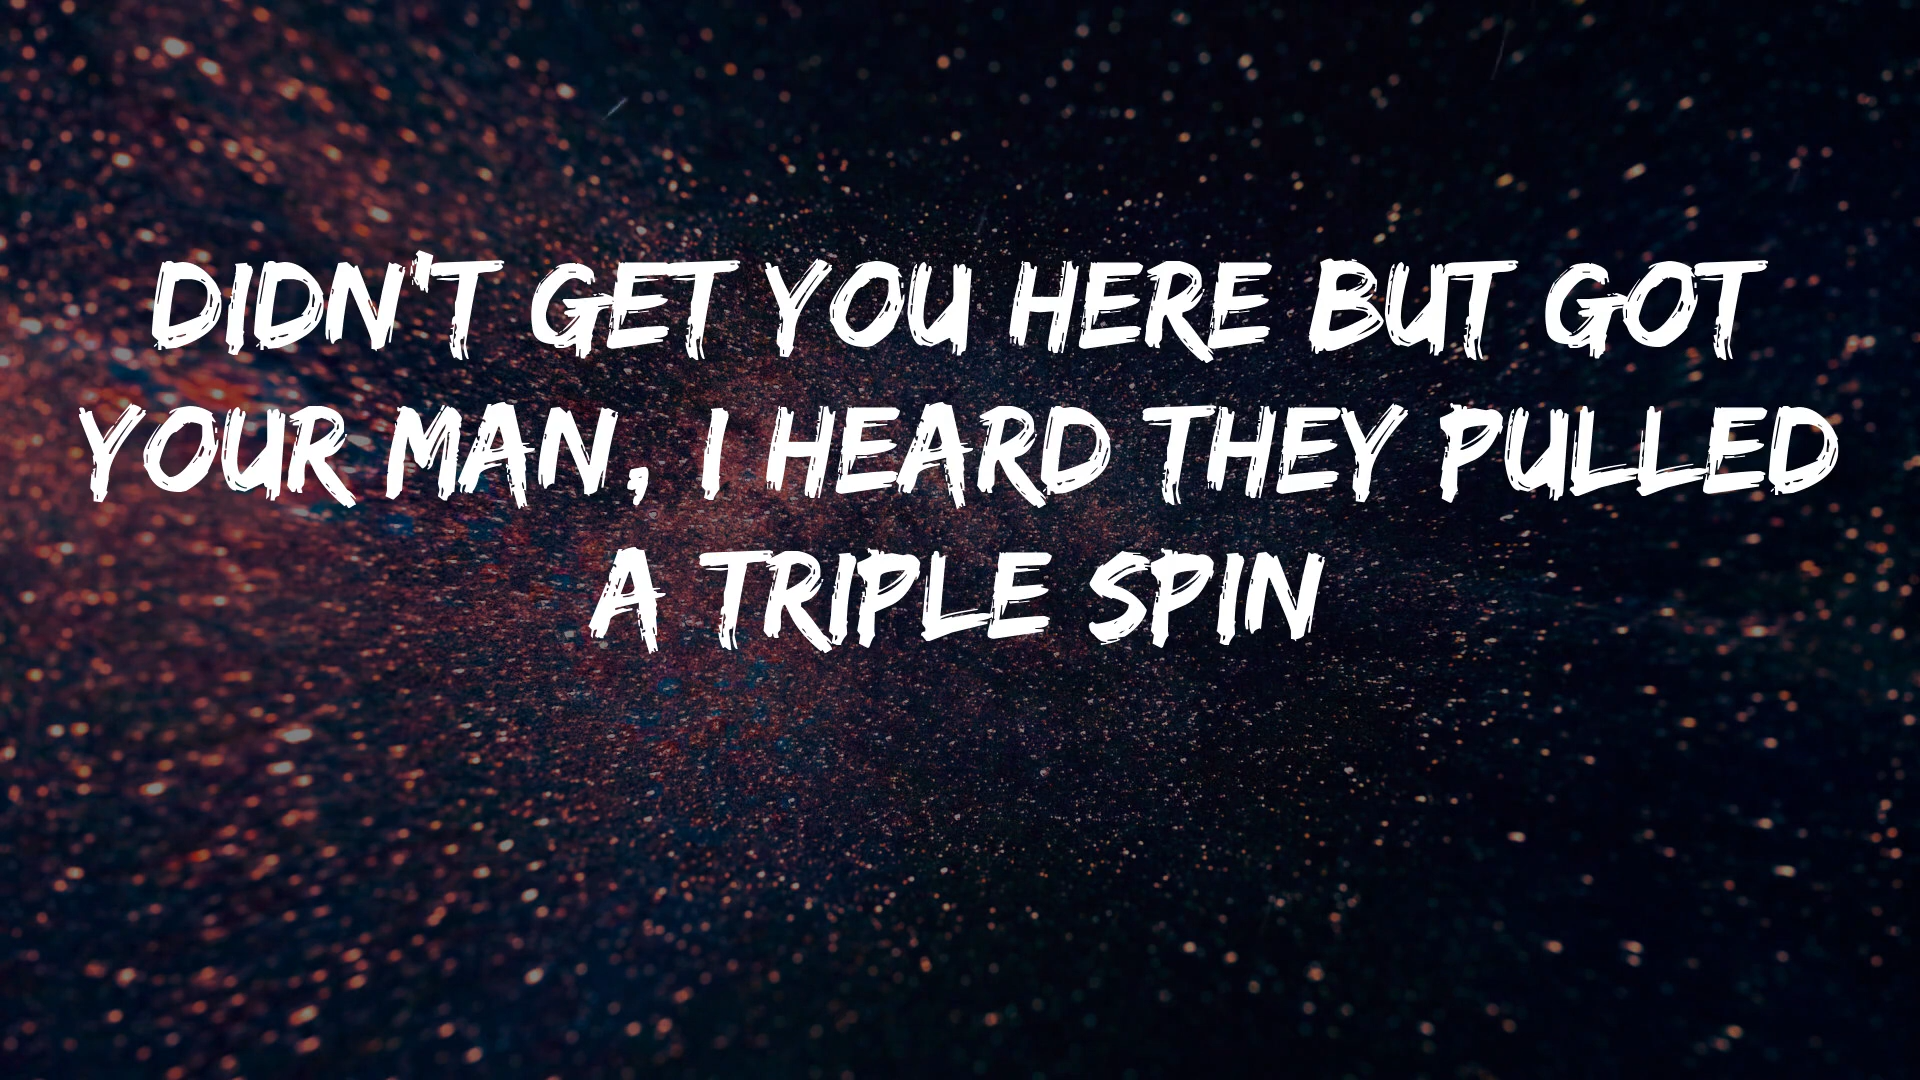 DIDN'T GET YOU HERE BUT GOT
YOUR MAN, I HEARD THEY PULLED
A TRIPLE SPIN